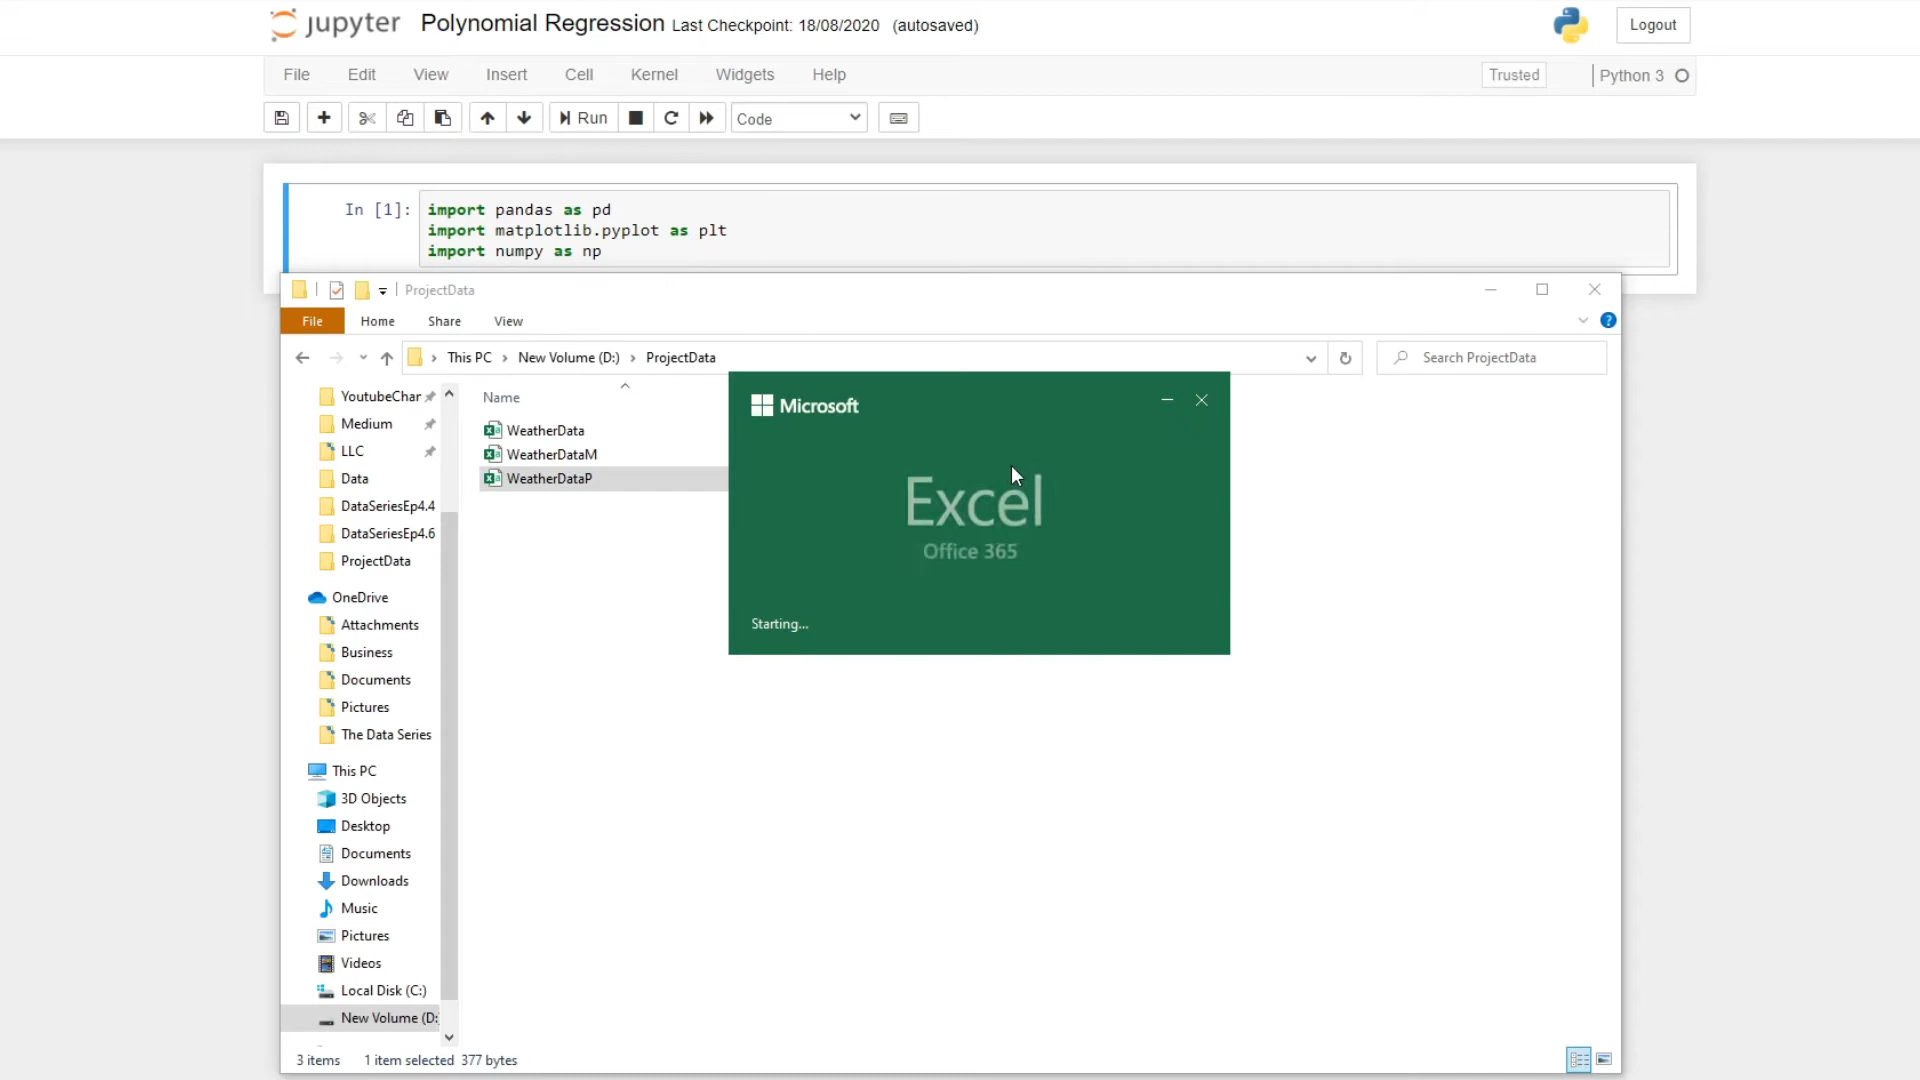 jupyter Polynomial Regression Last Checkpoint: 18/08/2020 (autosaved) Logout
File Edit View Insert Cell Kernel Widgets Help Trusted Python 3
Run Code
In [1]: import pandas as pd
import matplotlib.pyplot as plt
import numpy as np
ProjectData
File Home Share View
This PC New Volume (D:) ProjectData Search ProjectData
YoutubeChar
Medium
LLC
Data
DataSeriesEp4.4
DataSeriesEp4.6
ProjectData
OneDrive
Attachments
Business
Documents
Pictures
The Data Series
This PC
3D Objects
Desktop
Documents
Downloads
Music
Pictures
Videos
Local Disk (C:)
New Volume (D:
Name
WeatherData
WeatherDataM
WeatherDataP
Microsoft
Excel
Office 365
Starting...
3 items 1 item selected 377 bytes